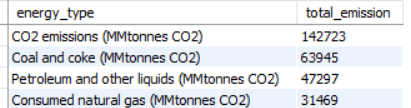 energy_type total_emission
CO2 emissions (MMtonnes CO2) 142723
Coal and coke (MMtonnes CO2) 63945
Petroleum and other liquids (MMtonnes CO2) 47297
Consumed natural gas (MMtonnes CO2) 31469